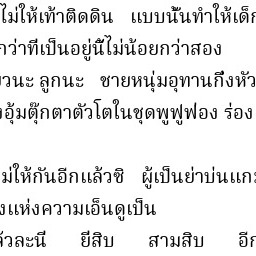 ไม่ให้เท้าติดดิน แบบนั้นทำให้เด็ก
กว่าที่เป็นอยู่นี้ไม่น้อยกว่าสอง
นะ ลูกนะ ชายหนุ่มอุทานกึ่งหัว
อุ้มตุ๊กตาตัวโตในชุดพูฟูฟอง ร่อง
ให้กันอีกแล้วซิ ผู้เป็นย่าบ่นแกม
แห่งความเอ็นดูเป็น
ละนี่ ยี่สิบ สามสิบ อีก